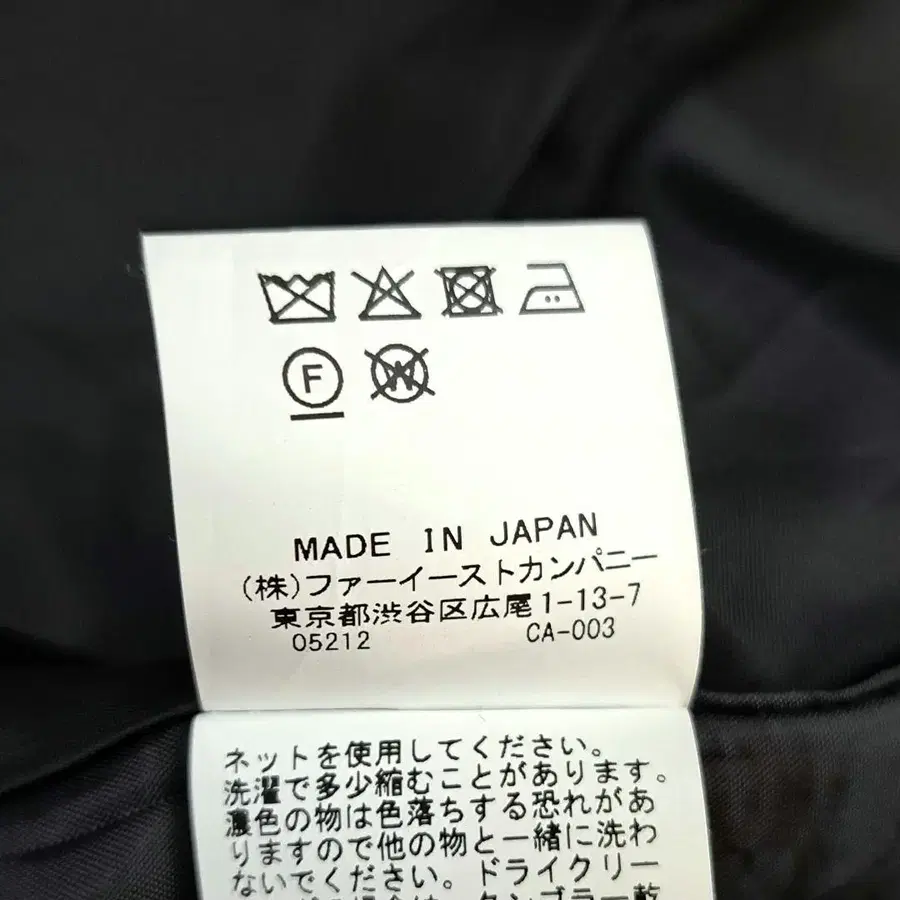 F W
MADE IN JAPAN
(株)ファーイーストカンパニー
東京都渋谷区広尾1-13-7
05212 CA-003
ネットを使用してください。
洗濯で多少縮むことがあります。
濃色の物は色落ちする恐れがあ
りますので他の物と一緒に洗わ
ないでください。ドライクリー